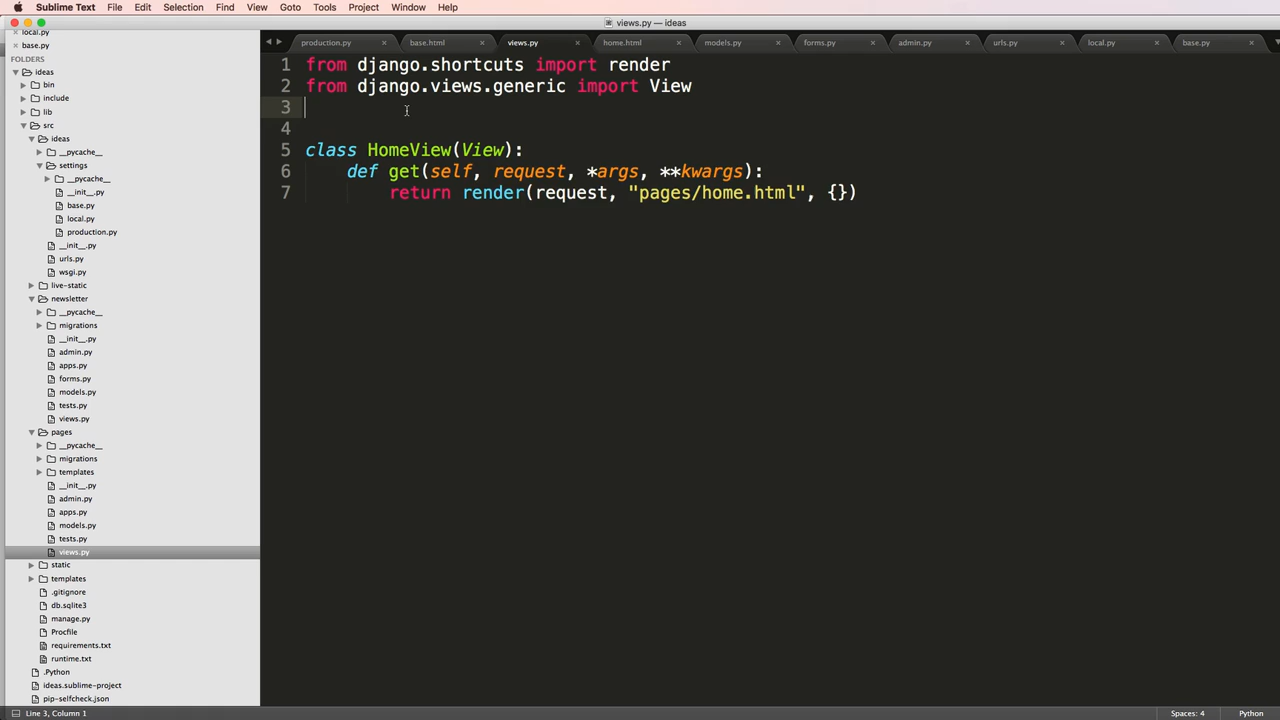 Sublime Text File Edit Selection Find View Goto Tools Project Window Help
views.py — ideas
local.py
base.py
FOLDERS
ideas
bin
include
lib
src
ideas
__pycache__
settings
__pycache__
__init__.py
base.py
local.py
production.py
__init__.py
urls.py
wsgi.py
live-static
newsletter
__pycache__
migrations
__init__.py
admin.py
apps.py
forms.py
models.py
tests.py
views.py
pages
__pycache__
migrations
templates
__init__.py
admin.py
apps.py
models.py
tests.py
views.py
static
templates
.gitignore
db.sqlite3
manage.py
Procfile
requirements.txt
runtime.txt
.Python
ideas.sublime-project
pip-selfcheck.json
production.py × base.html × views.py × home.html × models.py × forms.py × admin.py × urls.py × local.py × base.py ×
1 from django.shortcuts import render
2 from django.views.generic import View
3
4
5 class HomeView(View):
6 def get(self, request, *args, **kwargs):
7 return render(request, "pages/home.html", {})
Line 3, Column 1 Spaces: 4 Python